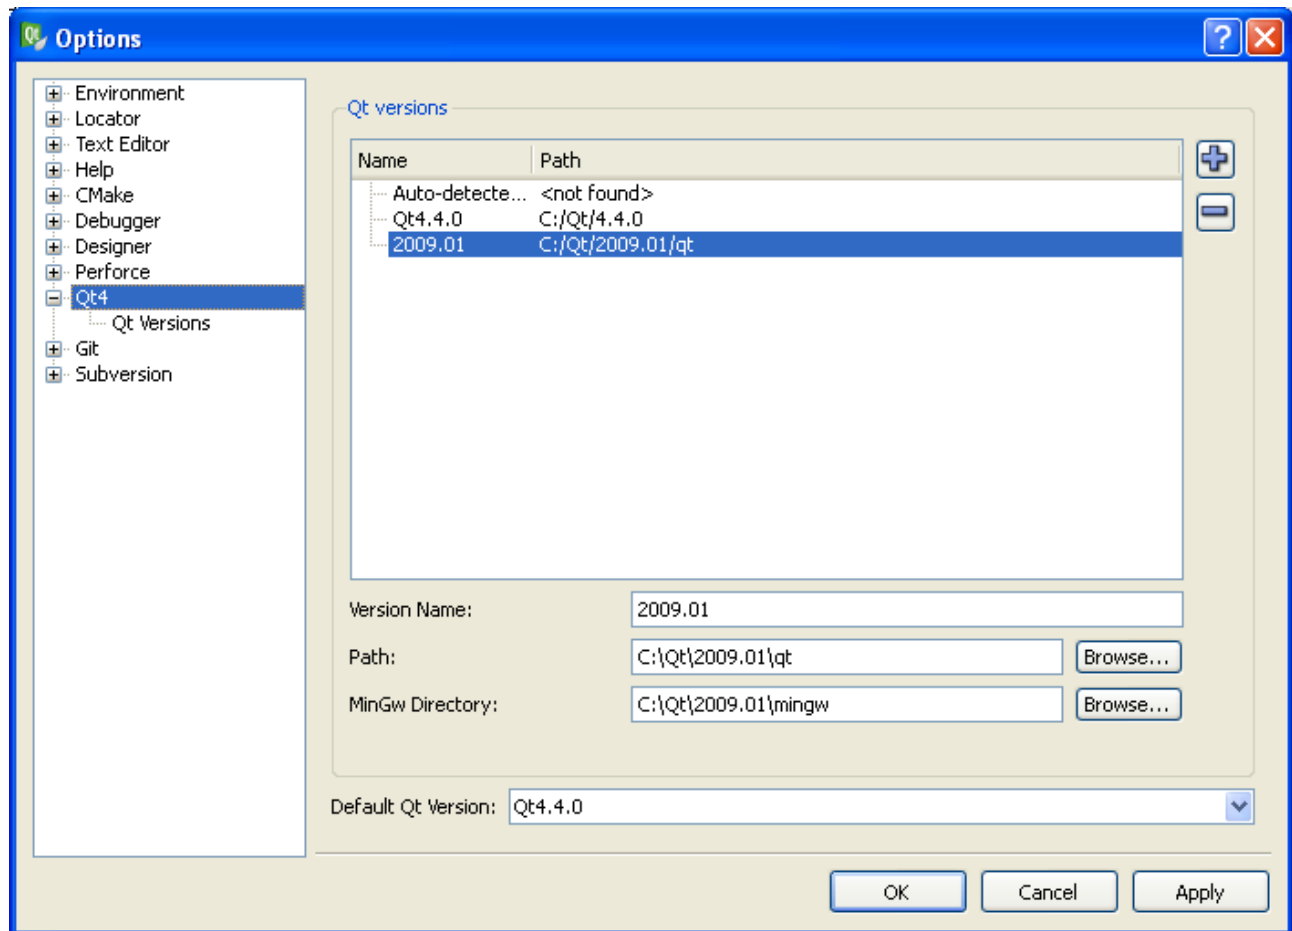 Options
Environment
Locator
Text Editor
Help
CMake
Debugger
Designer
Perforce
Qt4
Qt Versions
Git
Subversion
Qt versions
Name Path
Auto-detecte... <not found>
Qt4.4.0 C:/Qt/4.4.0
2009.01 C:/Qt/2009.01/qt
Version Name: 2009.01
Path: C:\Qt\2009.01\qt Browse...
MinGw Directory: C:\Qt\2009.01\mingw Browse...
Default Qt Version: Qt4.4.0
OK Cancel Apply